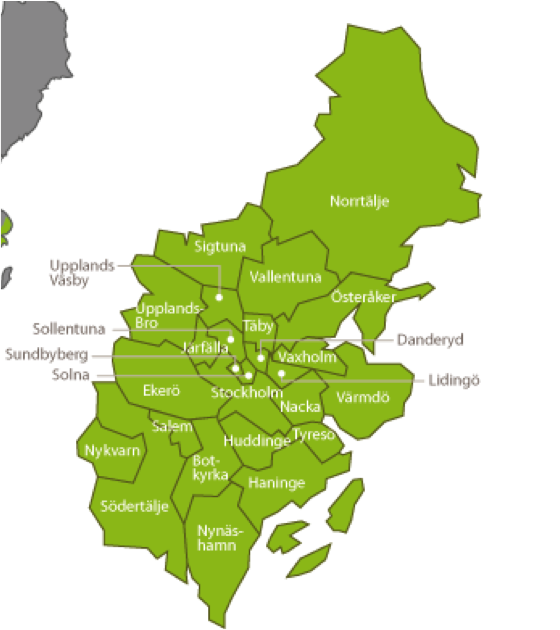 Norrtälje
Sigtuna
Upplands
Väsby
Vallentuna
Österåker
Upplands-
Bro
Täby
Sollentuna
Danderyd
Järfälla
Sundbyberg
Vaxholm
Solna
Lidingö
Ekerö
Stockholm
Värmdö
Nacka
Salem
Huddinge
Tyreso
Nykvarn
Bot-
kyrka
Haninge
Södertälje
Nynäs-
hamn